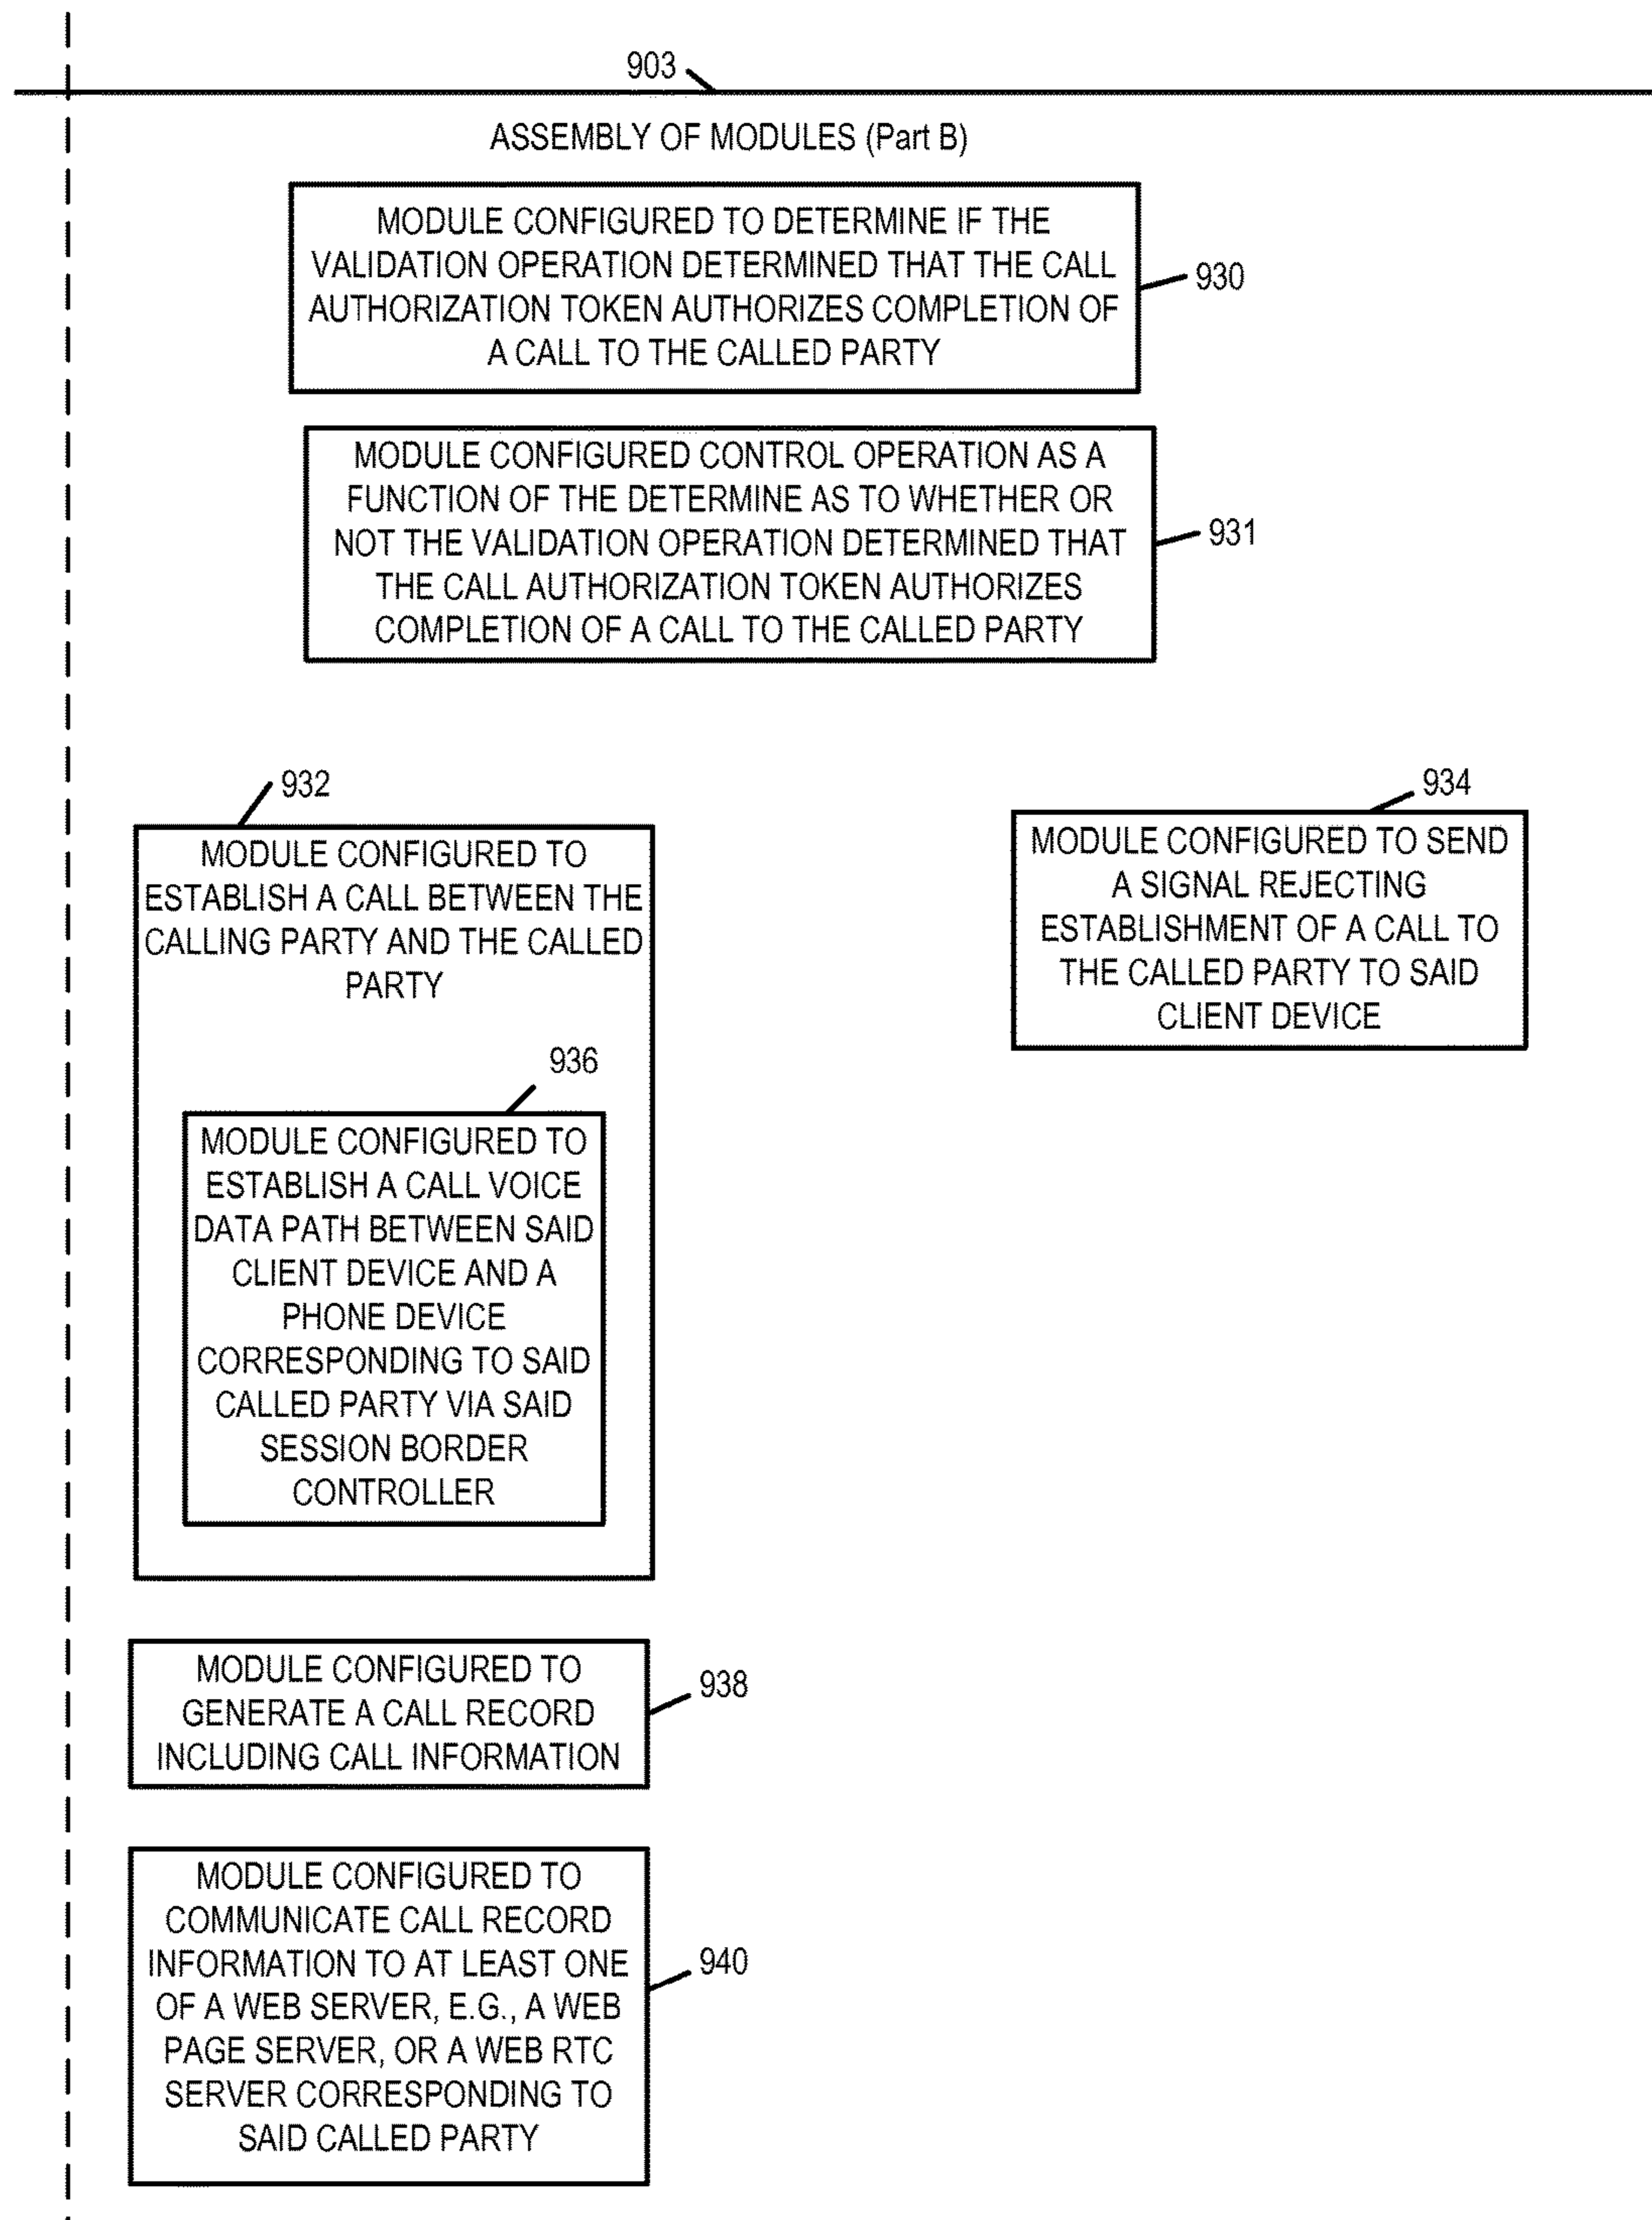 903
ASSEMBLY OF MODULES (Part B)
MODULE CONFIGURED TO DETERMINE IF THE
VALIDATION OPERATION DETERMINED THAT THE CALL
AUTHORIZATION TOKEN AUTHORIZES COMPLETION OF
A CALL TO THE CALLED PARTY
930
MODULE CONFIGURED CONTROL OPERATION AS A
FUNCTION OF THE DETERMINE AS TO WHETHER OR
NOT THE VALIDATION OPERATION DETERMINED THAT
THE CALL AUTHORIZATION TOKEN AUTHORIZES
COMPLETION OF A CALL TO THE CALLED PARTY
931
932
MODULE CONFIGURED TO
ESTABLISH A CALL BETWEEN THE
CALLING PARTY AND THE CALLED
PARTY
936
MODULE CONFIGURED TO
ESTABLISH A CALL VOICE
DATA PATH BETWEEN SAID
CLIENT DEVICE AND A
PHONE DEVICE
CORRESPONDING TO SAID
CALLED PARTY VIA SAID
SESSION BORDER
CONTROLLER
934
MODULE CONFIGURED TO SEND
A SIGNAL REJECTING
ESTABLISHMENT OF A CALL TO
THE CALLED PARTY TO SAID
CLIENT DEVICE
MODULE CONFIGURED TO
GENERATE A CALL RECORD
INCLUDING CALL INFORMATION
938
MODULE CONFIGURED TO
COMMUNICATE CALL RECORD
INFORMATION TO AT LEAST ONE
OF A WEB SERVER, E.G., A WEB
PAGE SERVER, OR A WEB RTC
SERVER CORRESPONDING TO
SAID CALLED PARTY
940